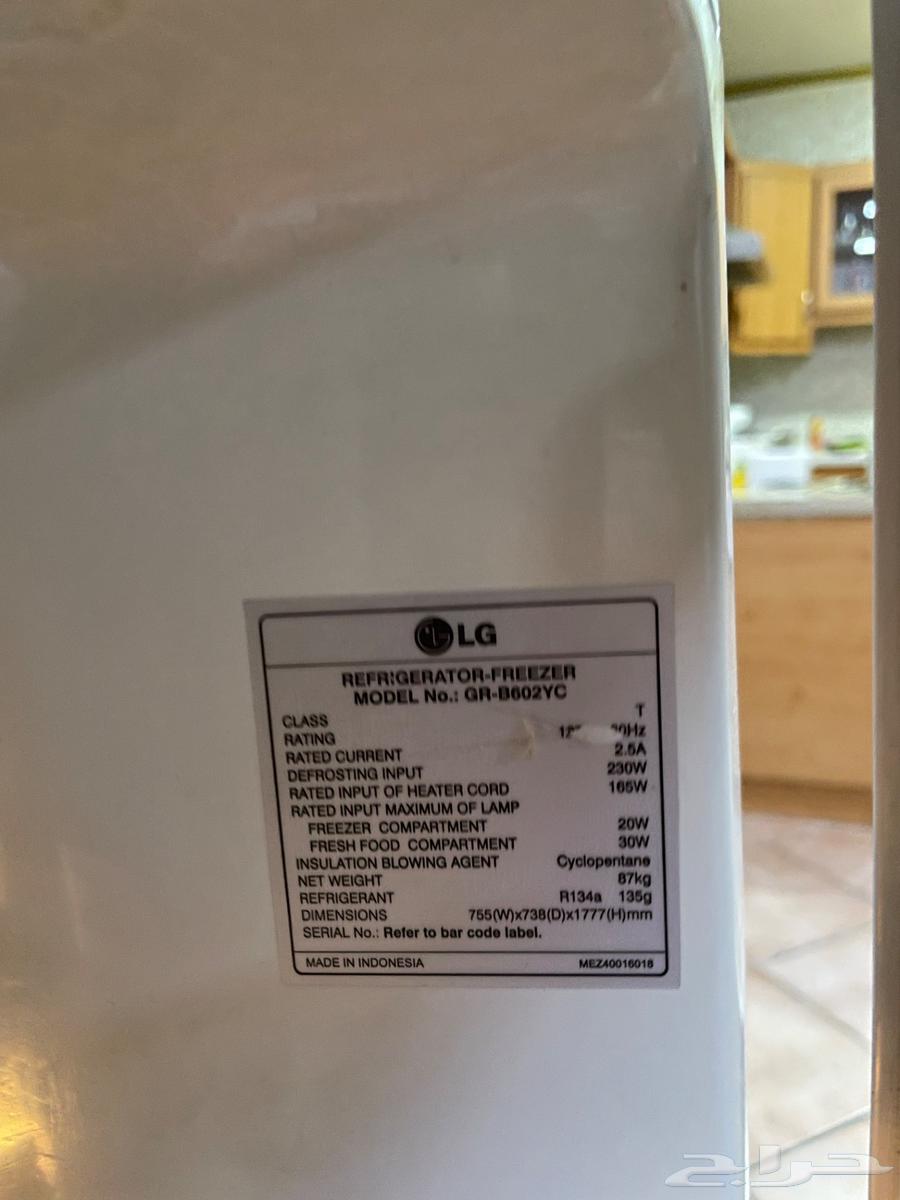 LG
REFRIGERATOR-FREEZER
MODEL No.: GR-B602YC
CLASS T
RATING
RATED CURRENT 2.5A
DEFROSTING INPUT 230W
RATED INPUT OF HEATER CORD 165W
RATED INPUT MAXIMUM OF LAMP
FREEZER COMPARTMENT 20W
FRESH FOOD COMPARTMENT 30W
INSULATION BLOWING AGENT Cyclopentane
NET WEIGHT 87kg
REFRIGERANT R134a 135g
DIMENSIONS 755(W)x738(D)x1777(H)mm
SERIAL No.: Refer to bar code label.
MADE IN INDONESIA MEZ40016018
حراج